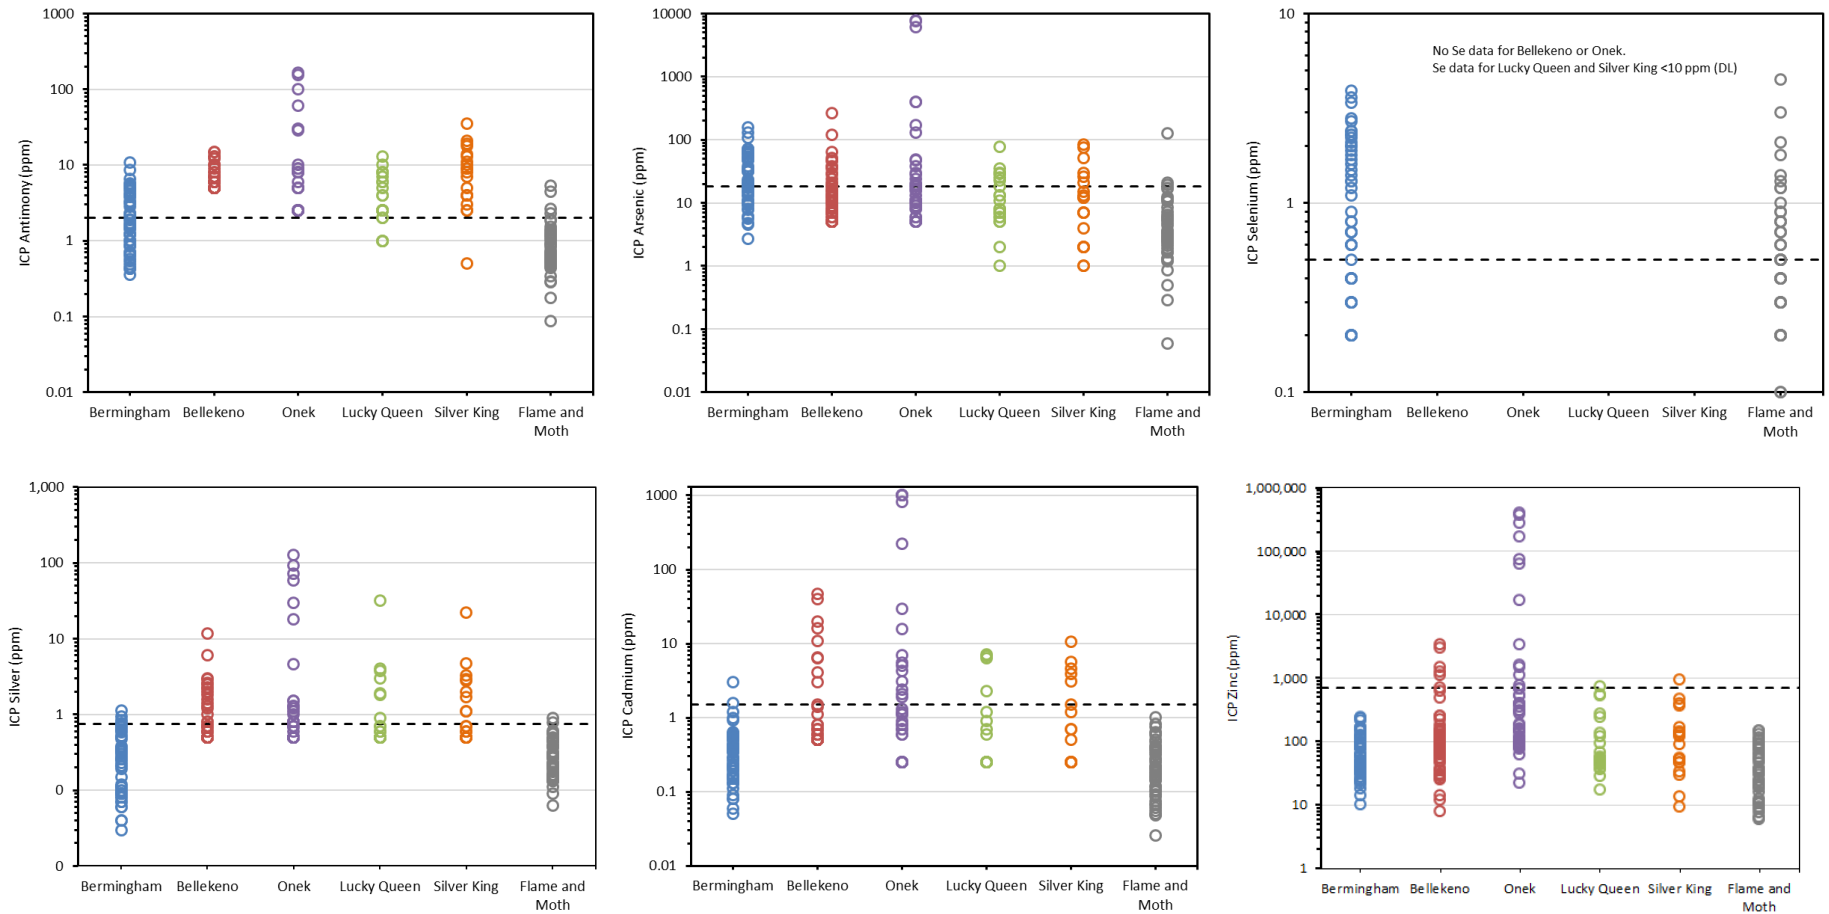 ICP Antimony (ppm)
1000
100
10
1
0.1
0.01
Bermingham
Bellekeno
Onek
Lucky Queen
Silver King
Flame and
Moth
ICP Arsenic (ppm)
10000
1000
100
10
1
0.1
0.01
Bermingham
Bellekeno
Onek
Lucky Queen
Silver King
Flame and
Moth
ICP Selenium (ppm)
10
1
0.1
No Se data for Bellekeno or Onek.
Se data for Lucky Queen and Silver King <10 ppm (DL)
Bermingham
Bellekeno
Onek
Lucky Queen
Silver King
Flame and
Moth
ICP Silver (ppm)
1,000
100
10
1
0
0
Bermingham
Bellekeno
Onek
Lucky Queen
Silver King
Flame and
Moth
ICP Cadmium (ppm)
1000
100
10
1
0.1
0.01
Bermingham
Bellekeno
Onek
Lucky Queen
Silver King
Flame and
Moth
ICP Zinc (ppm)
1,000,000
100,000
10,000
1,000
100
10
1
Bermingham
Bellekeno
Onek
Lucky Queen
Silver King
Flame and
Moth